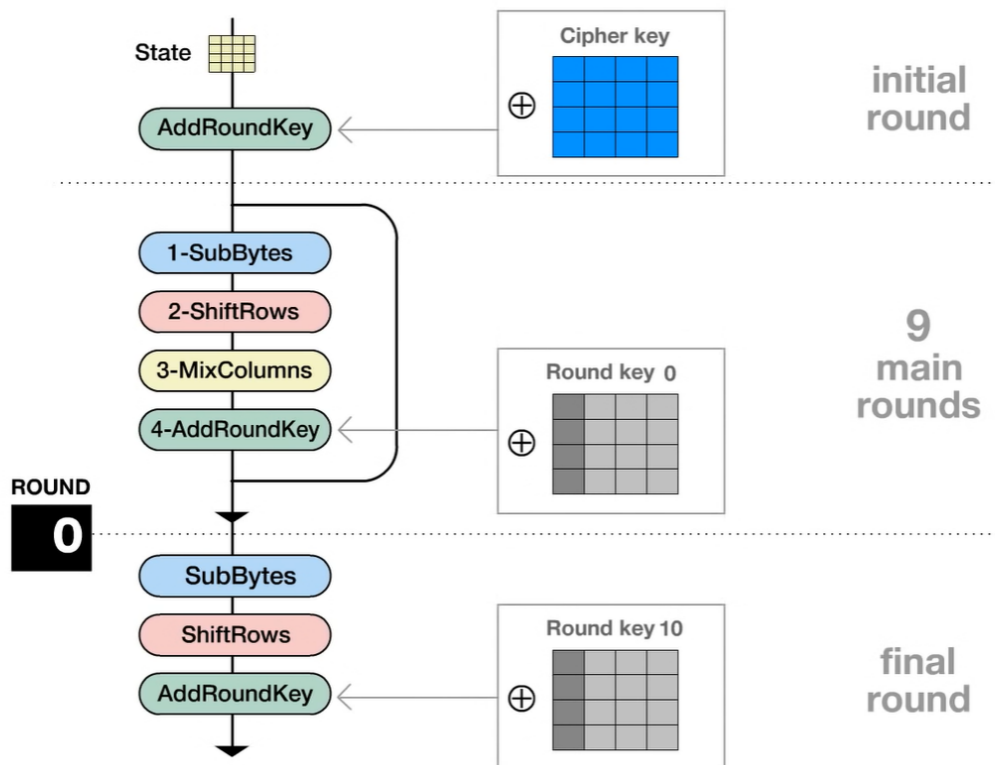 State
Cipher key
initial
round
AddRoundKey
1-SubBytes
2-ShiftRows
3-MixColumns
4-AddRoundKey
Round key 0
9
main
rounds
ROUND
0
SubBytes
ShiftRows
AddRoundKey
Round key 10
final
round